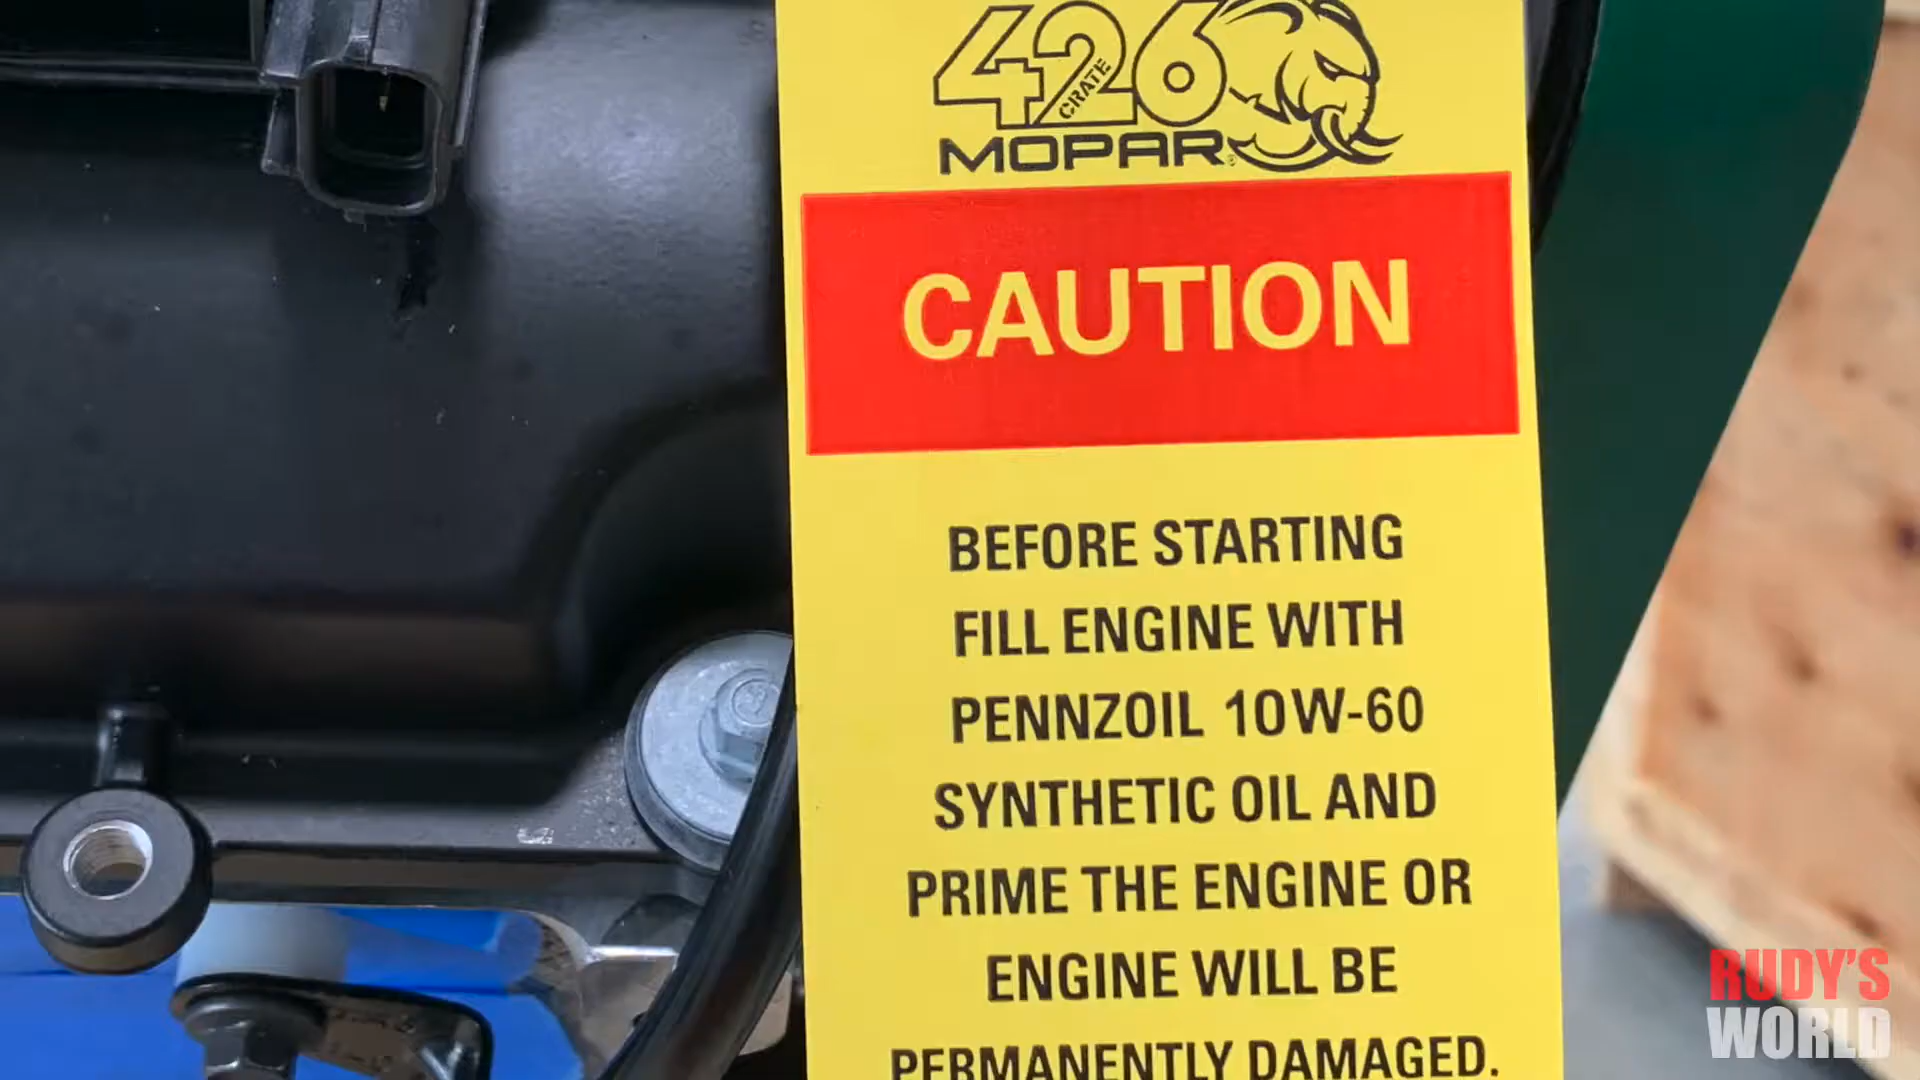 426
CRATE
MOPAR®
CAUTION
BEFORE STARTING
FILL ENGINE WITH
PENNZOIL 10W-60
SYNTHETIC OIL AND
PRIME THE ENGINE OR
ENGINE WILL BE
PERMANENTLY DAMAGED.
RUDY'S
WORLD